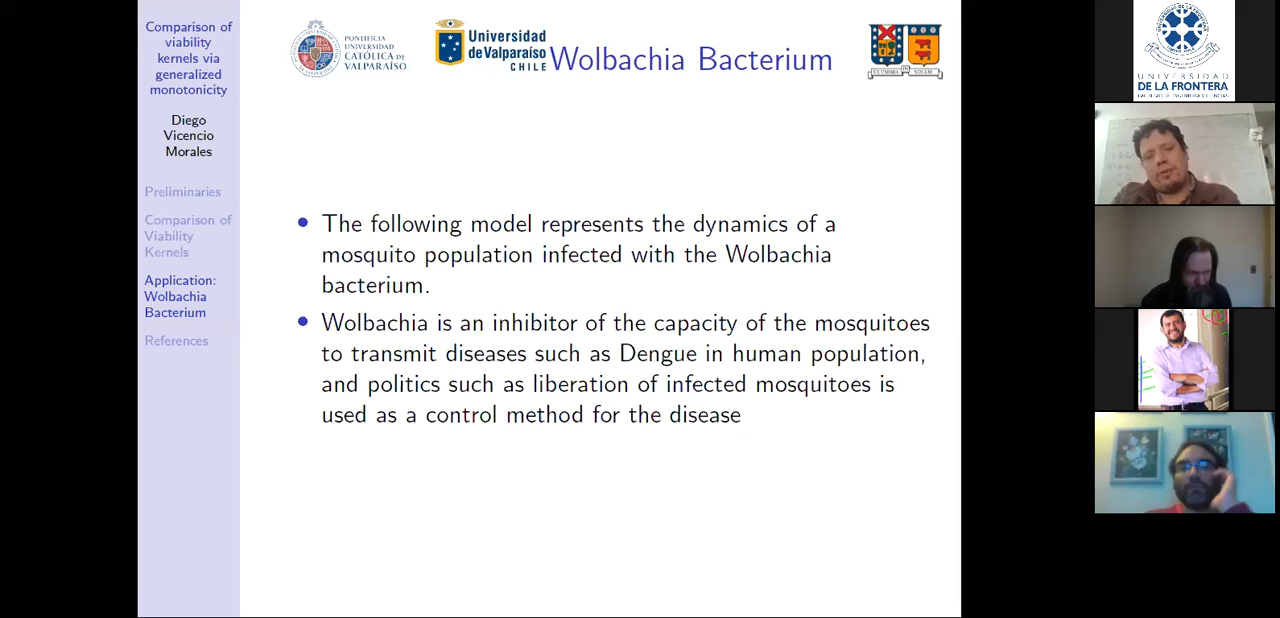 Comparison of
viability
kernels via
generalized
monotonicity
Diego
Vicencio
Morales
Preliminaries
Comparison of
Viability
Kernels
Application:
Wolbachia
Bacterium
References
PONTIFICIA
UNIVERSIDAD
CATÓLICA DE
VALPARAÍSO
Universidad
de Valparaíso
CHILE
Wolbachia Bacterium
EX UMBRA IN SOLEM
• The following model represents the dynamics of a
mosquito population infected with the Wolbachia
bacterium.
• Wolbachia is an inhibitor of the capacity of the mosquitoes
to transmit diseases such as Dengue in human population,
and politics such as liberation of infected mosquitoes is
used as a control method for the disease
UNIVERSIDAD
DE LA FRONTERA